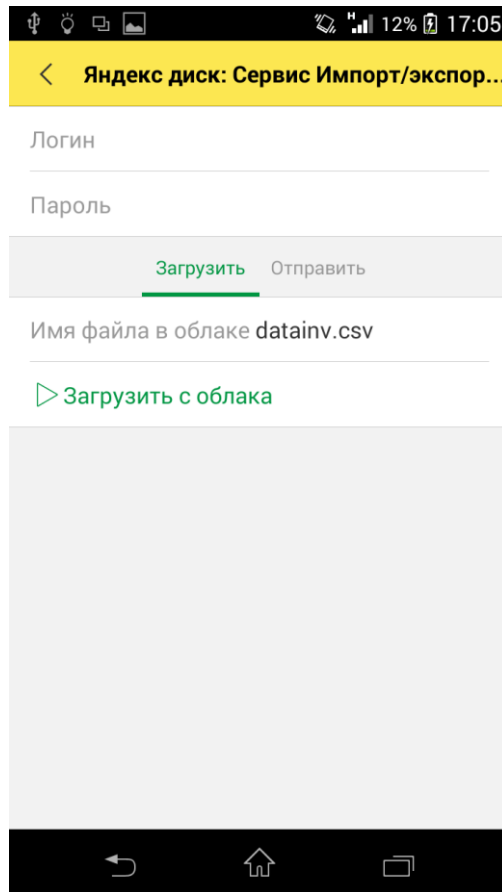 H 12% 17:05
Яндекс диск: Сервис Импорт/экспор...
Логин
Пароль
Загрузить Отправить
Имя файла в облаке datainv.csv
Загрузить с облака